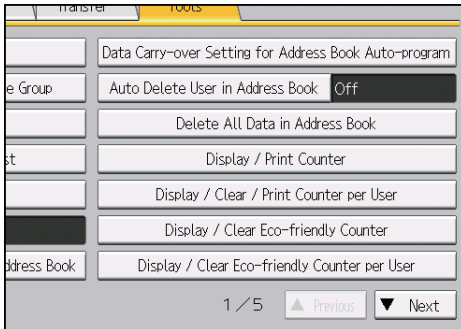 Transfer
Tools
Data Carry-over Setting for Address Book Auto-program
e Group
Auto Delete User in Address Book
Off
Delete All Data in Address Book
st
Display / Print Counter
Display / Clear / Print Counter per User
Display / Clear Eco-friendly Counter
ddress Book
Display / Clear Eco-friendly Counter per User
1/5
▲ Previous
▼ Next